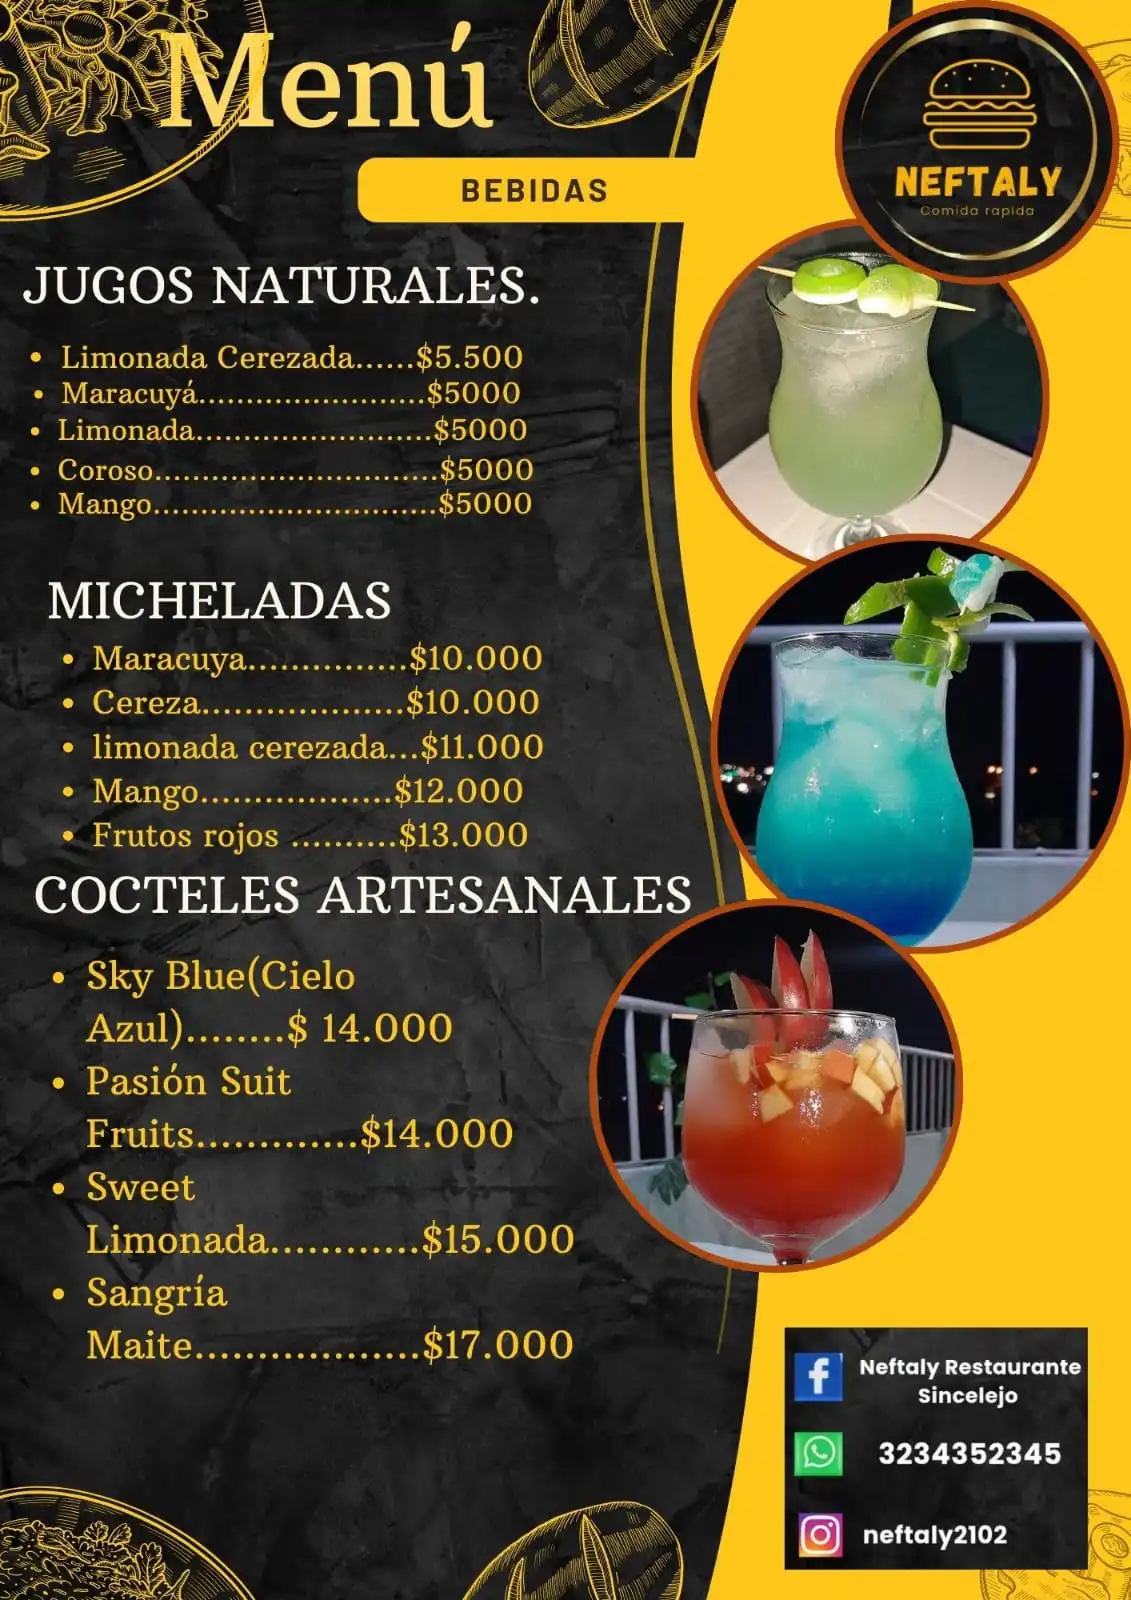 Menú
BEBIDAS
NEFTALY
Comida rapida
JUGOS NATURALES.
• Limonada Cerezada......$5.500
• Maracuyá........................$5000
• Limonada.........................$5000
• Coroso..............................$5000
• Mango..............................$5000
MICHELADAS
• Maracuya...............$10.000
• Cereza...................$10.000
• limonada cerezada...$11.000
• Mango..................$12.000
• Frutos rojos ..........$13.000
COCTELES ARTESANALES
• Sky Blue(Cielo
Azul)........$ 14.000
• Pasión Suit
Fruits.............$14.000
• Sweet
Limonada............$15.000
• Sangría
Maite...................$17.000
Neftaly Restaurante
Sincelejo
3234352345
neftaly2102